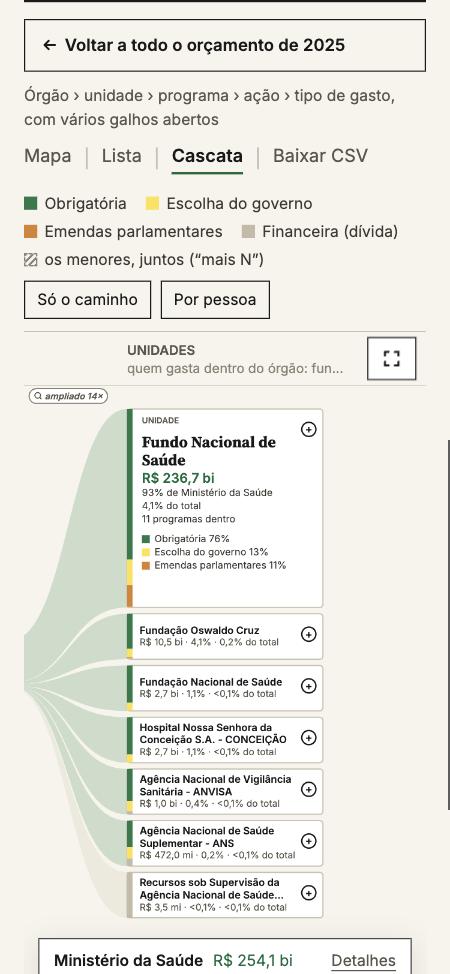 ← Voltar a todo o orçamento de 2025
Órgão › unidade › programa › ação › tipo de gasto,
com vários galhos abertos
Mapa | Lista | Cascata | Baixar CSV
Obrigatória Escolha do governo
Emendas parlamentares Financeira (dívida)
os menores, juntos (“mais N”)
Só o caminho Por pessoa
UNIDADES
quem gasta dentro do órgão: fun...
ampliado 14×
UNIDADE
Fundo Nacional de
Saúde
R$ 236,7 bi
93% de Ministério da Saúde
4,1% do total
11 programas dentro
Obrigatória 76%
Escolha do governo 13%
Emendas parlamentares 11%
Fundação Oswaldo Cruz
R$ 10,5 bi · 4,1% · 0,2% do total
Fundação Nacional de Saúde
R$ 2,7 bi · 1,1% · <0,1% do total
Hospital Nossa Senhora da
Conceição S.A. - CONCEIÇÃO
R$ 2,7 bi · 1,1% · <0,1% do total
Agência Nacional de Vigilância
Sanitária - ANVISA
R$ 1,0 bi · 0,4% · <0,1% do total
Agência Nacional de Saúde
Suplementar - ANS
R$ 472,0 mi · 0,2% · <0,1% do total
Recursos sob Supervisão da
Agência Nacional de Saúde...
R$ 3,5 mi · <0,1% · <0,1% do total
Ministério da Saúde R$ 254,1 bi Detalhes